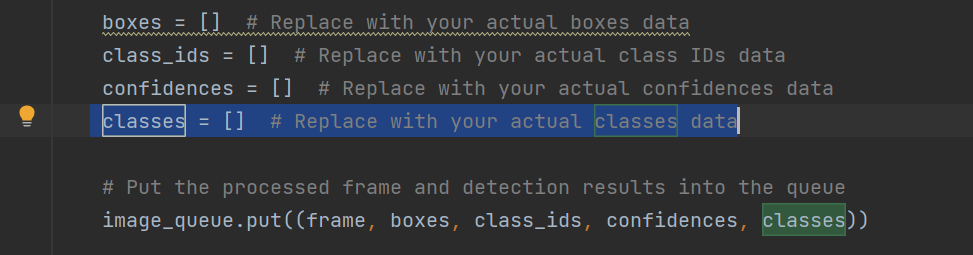 boxes = []  # Replace with your actual boxes data
class_ids = []  # Replace with your actual class IDs data
confidences = []  # Replace with your actual confidences data
classes = []  # Replace with your actual classes data
# Put the processed frame and detection results into the queue
image_queue.put((frame, boxes, class_ids, confidences, classes))